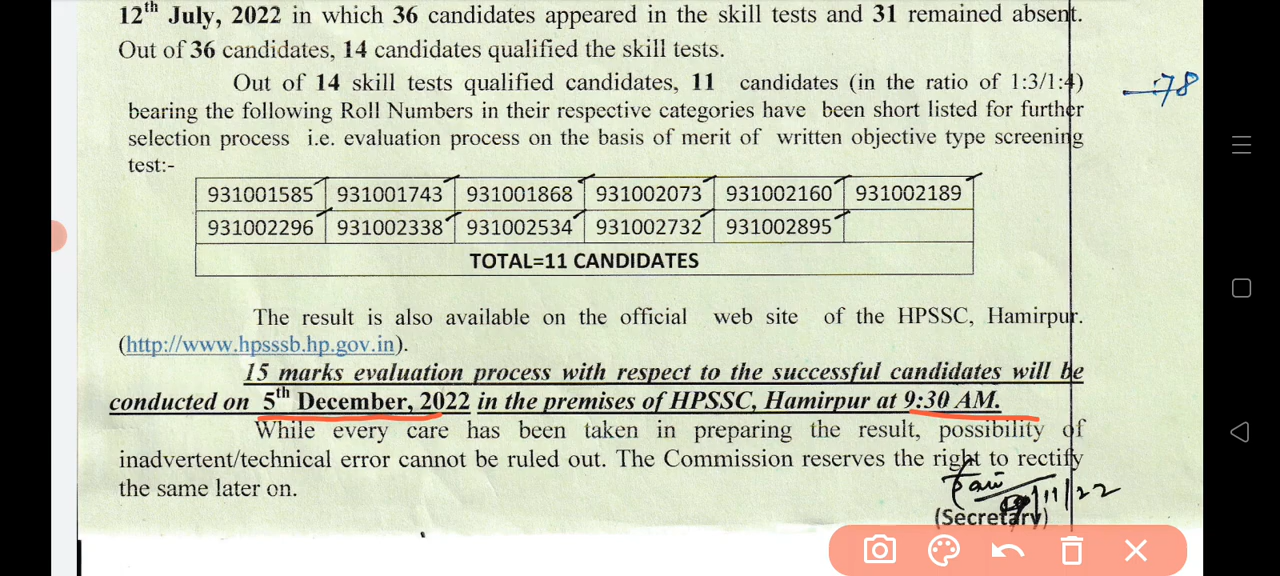 12th July, 2022 in which 36 candidates appeared in the skill tests and 31 remained absent.
Out of 36 candidates, 14 candidates qualified the skill tests.
Out of 14 skill tests qualified candidates, 11 candidates (in the ratio of 1:3/1:4)
bearing the following Roll Numbers in their respective categories have been short listed for further
selection process i.e. evaluation process on the basis of merit of written objective type screening
test:-
931001585 931001743 931001868 931002073 931002160 931002189
931002296 931002338 931002534 931002732 931002895
TOTAL=11 CANDIDATES
The result is also available on the official web site of the HPSSC, Hamirpur.
(http://www.hpsssb.hp.gov.in).
15 marks evaluation process with respect to the successful candidates will be
conducted on 5th December, 2022 in the premises of HPSSC, Hamirpur at 9:30 AM.
While every care has been taken in preparing the result, possibility of
inadvertent/technical error cannot be ruled out. The Commission reserves the right to rectify
the same later on.
11/22
(Secretary)